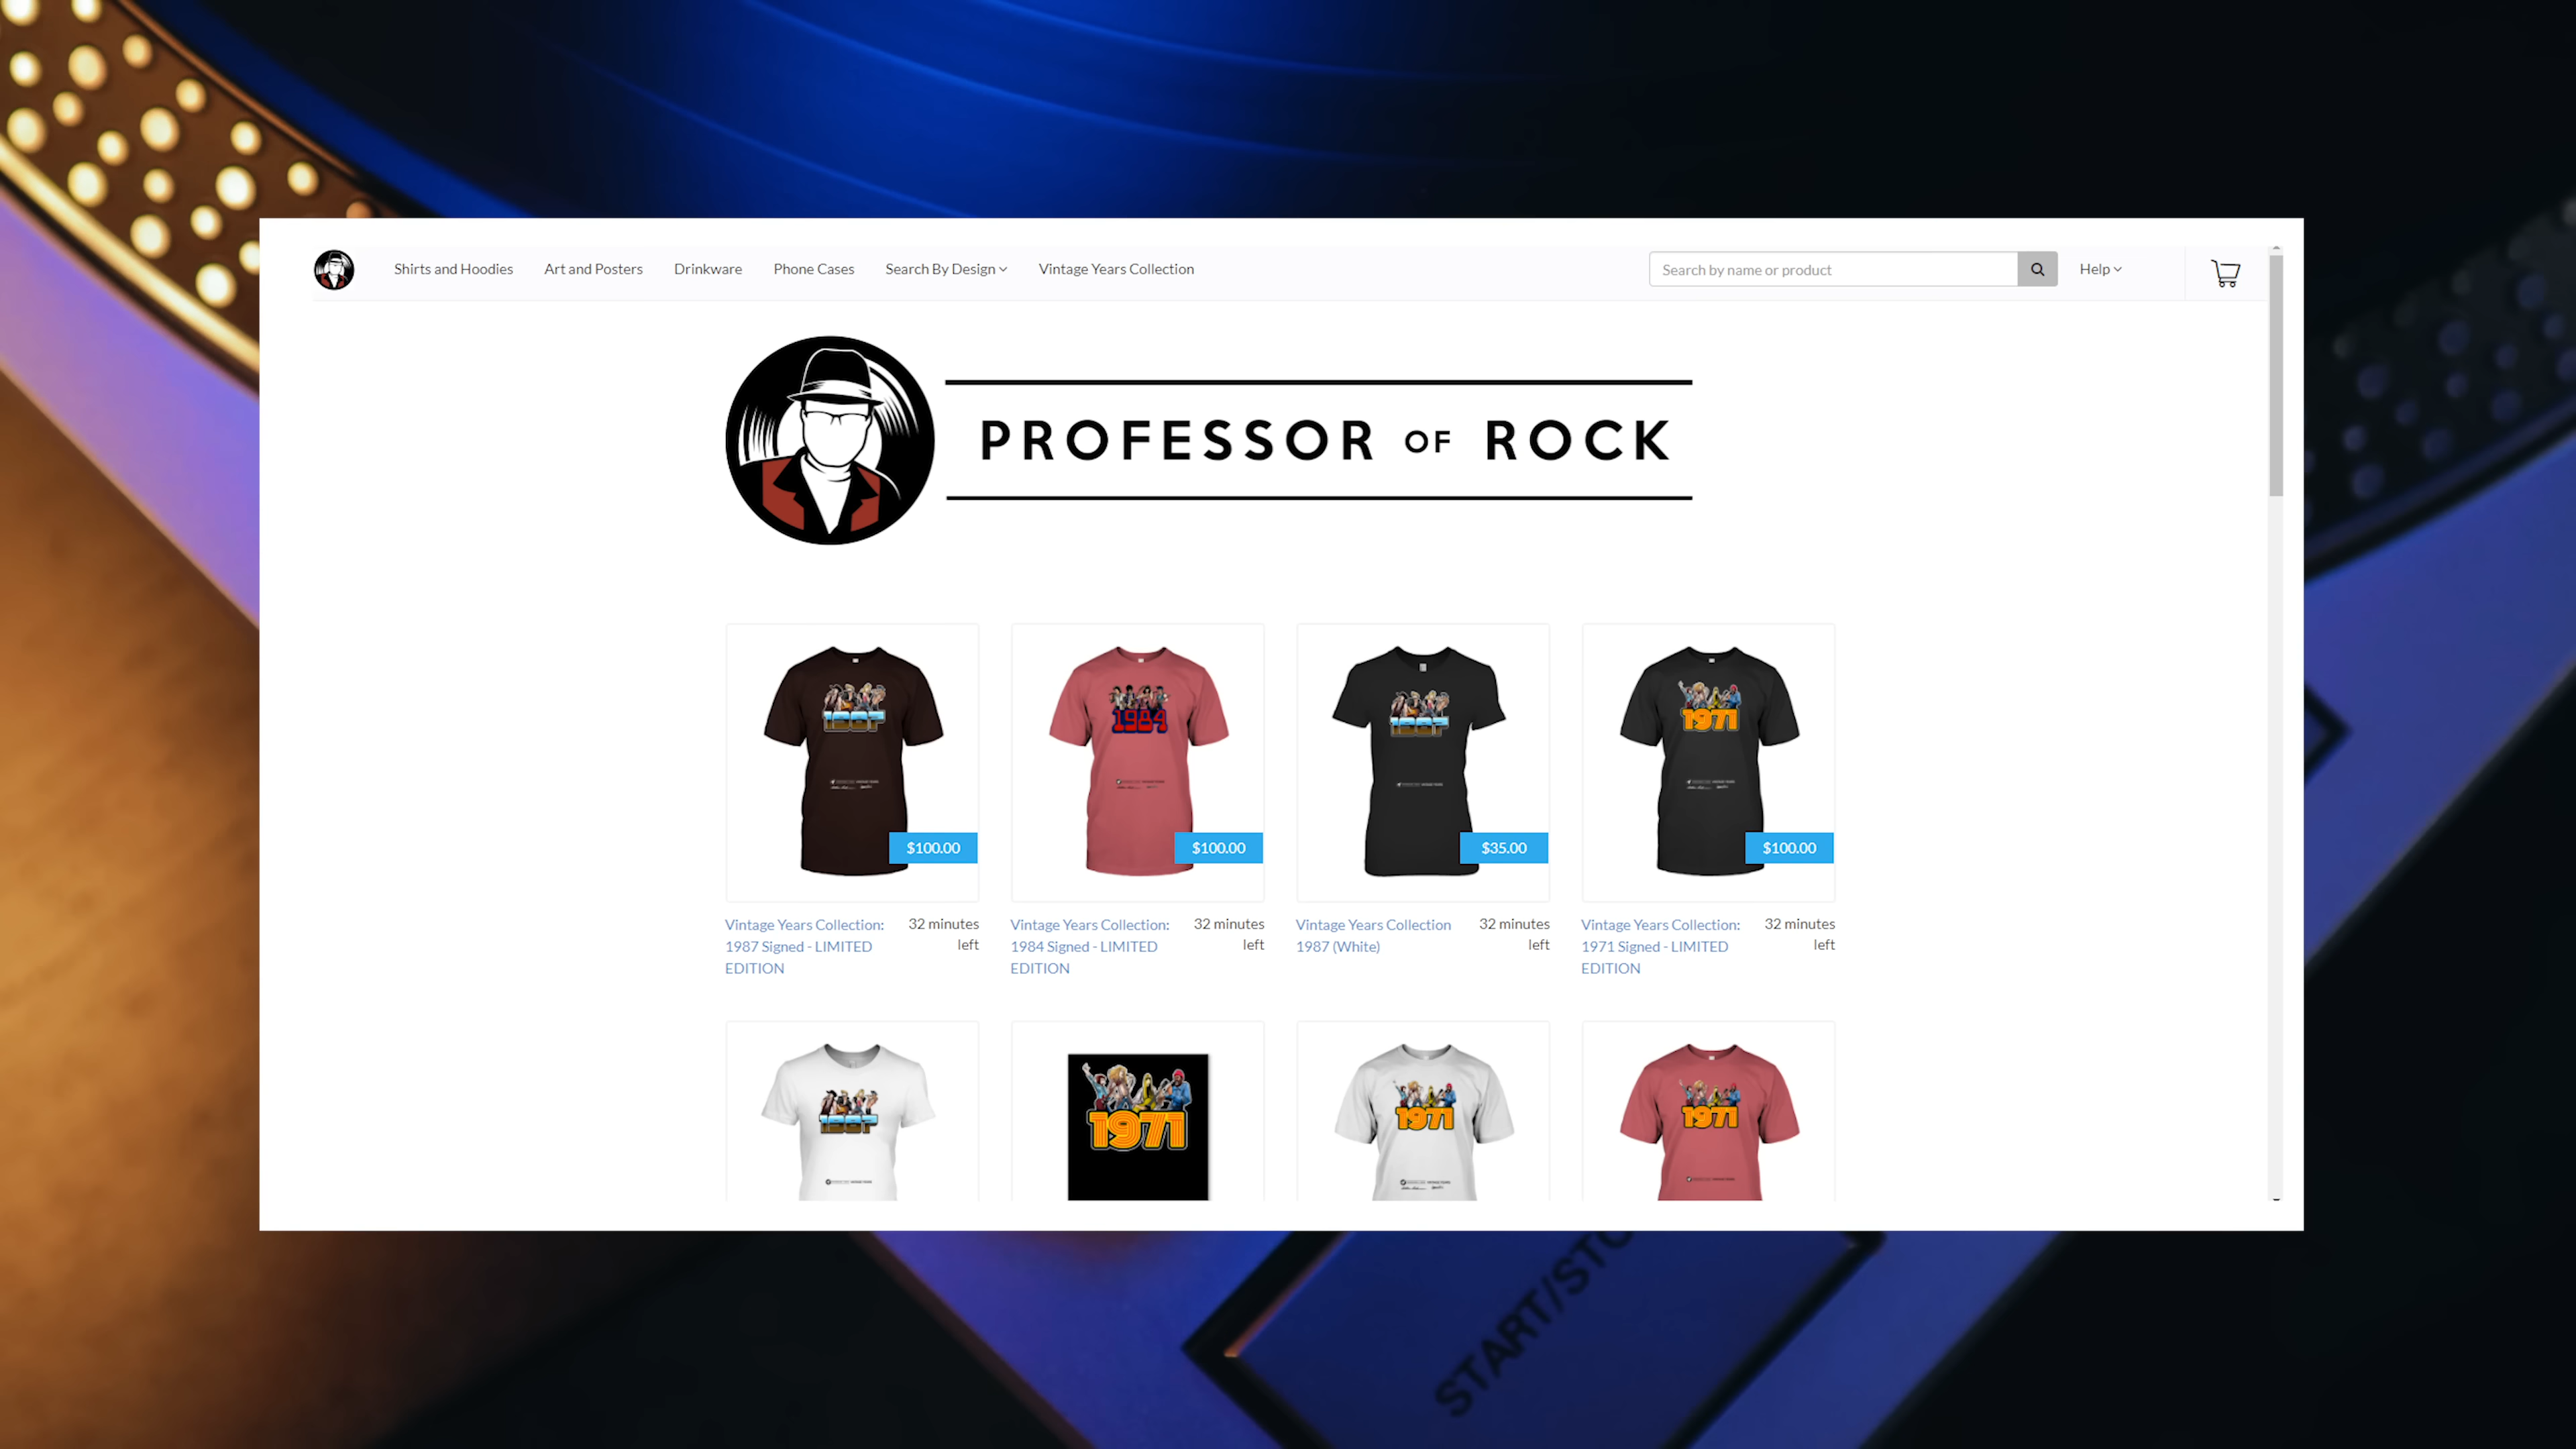 Shirts and Hoodies
Art and Posters
Drinkware
Phone Cases
Search By Design
Vintage Years Collection
Search by name or product
Help
PROFESSOR OF ROCK
1987
1984
1987
1971
$100.00
$100.00
$35.00
$100.00
Vintage Years Collection:
1987 Signed - LIMITED
EDITION
32 minutes
left
Vintage Years Collection:
1984 Signed - LIMITED
EDITION
32 minutes
left
Vintage Years Collection
1987 (White)
32 minutes
left
Vintage Years Collection:
1971 Signed - LIMITED
EDITION
32 minutes
left
1987
1971
1971
1971